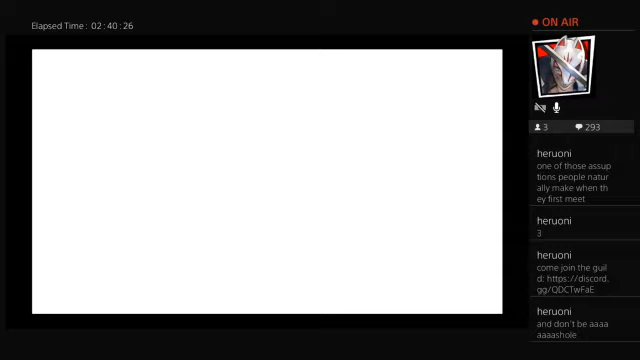 Elapsed Time : 02 : 40 : 26
ON AIR
3
293
heruoni
one of those assup
tions people natur
ally make when th
ey first meet
heruoni
3
heruoni
come join the guil
d: https://discord.
gg/QDCTwFaE
heruoni
and don't be aaaa
aaaashole